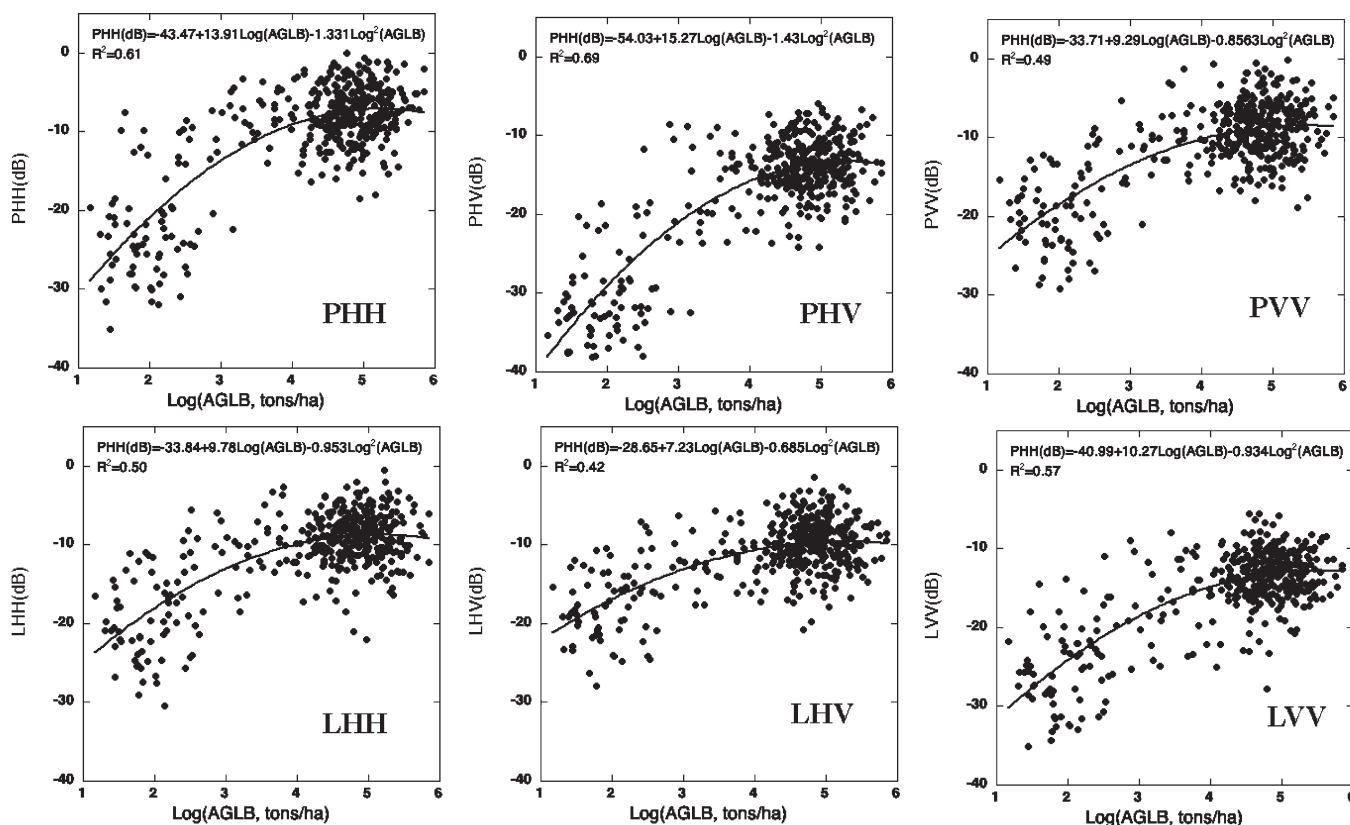 PHH(dB)=-43.47+13.91Log(AGLB)-1.331Log²(AGLB)
R²=0.61
0
-10
-20
-30
-40
PHH(dB)
PHH
1 2 3 4 5 6
Log(AGLB, tons/ha)
PHH(dB)=-54.03+15.27Log(AGLB)-1.43Log²(AGLB)
R²=0.69
0
-10
-20
-30
-40
PHV(dB)
PHV
1 2 3 4 5 6
Log(AGLB, tons/ha)
PHH(dB)=-33.71+9.29Log(AGLB)-0.8563Log²(AGLB)
R²=0.49
0
-10
-20
-30
-40
PVV(dB)
PVV
1 2 3 4 5 6
Log(AGLB, tons/ha)
PHH(dB)=-33.84+9.78Log(AGLB)-0.953Log²(AGLB)
R²=0.50
0
-10
-20
-30
-40
LHH(dB)
LHH
1 2 3 4 5 6
Log(AGLB, tons/ha)
PHH(dB)=-28.65+7.23Log(AGLB)-0.685Log²(AGLB)
R²=0.42
0
-10
-20
-30
-40
LHV(dB)
LHV
1 2 3 4 5 6
Log(AGLB, tons/ha)
PHH(dB)=-40.99+10.27Log(AGLB)-0.934Log²(AGLB)
R²=0.57
0
-10
-20
-30
-40
LVV(dB)
LVV
1 2 3 4 5 6
Log(AGLB, tons/ha)